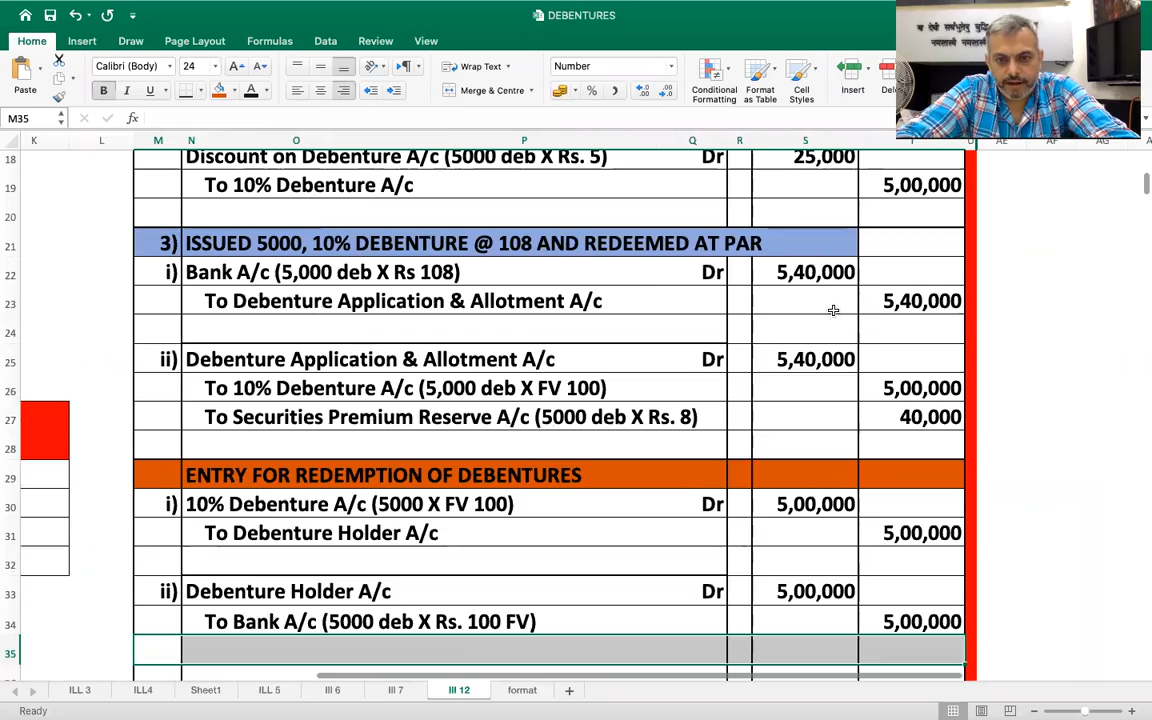 DEBENTURES
Home Insert Draw Page Layout Formulas Data Review View
Calibri (Body) 24 A A Wrap Text Number
Paste B I U A Merge & Centre % Conditional Formatting Format as Table Cell Styles Insert
M35 fx
K L M N O P Q R S AE AF AG
18 Discount on Debenture A/c (5000 deb X Rs. 5) Dr 25,000
19 To 10% Debenture A/c 5,00,000
20
21 3) ISSUED 5000, 10% DEBENTURE @ 108 AND REDEEMED AT PAR
22 i) Bank A/c (5,000 deb X Rs 108) Dr 5,40,000
23 To Debenture Application & Allotment A/c 5,40,000
24
25 ii) Debenture Application & Allotment A/c Dr 5,40,000
26 To 10% Debenture A/c (5,000 deb X FV 100) 5,00,000
27 To Securities Premium Reserve A/c (5000 deb X Rs. 8) 40,000
28
29 ENTRY FOR REDEMPTION OF DEBENTURES
30 i) 10% Debenture A/c (5000 X FV 100) Dr 5,00,000
31 To Debenture Holder A/c 5,00,000
32
33 ii) Debenture Holder A/c Dr 5,00,000
34 To Bank A/c (5000 deb X Rs. 100 FV) 5,00,000
35
ILL 3 ILL4 Sheet1 ILL 5 III 6 III 7 III 12 format
Ready